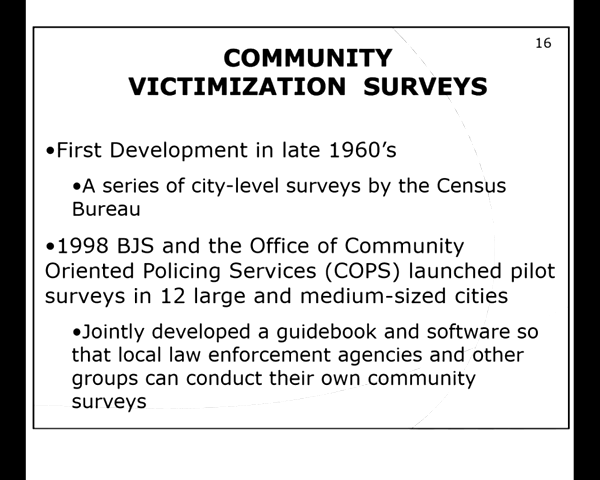 16
COMMUNITY
VICTIMIZATION SURVEYS
•First Development in late 1960’s
•A series of city-level surveys by the Census
Bureau
•1998 BJS and the Office of Community
Oriented Policing Services (COPS) launched pilot
surveys in 12 large and medium-sized cities
•Jointly developed a guidebook and software so
that local law enforcement agencies and other
groups can conduct their own community
surveys